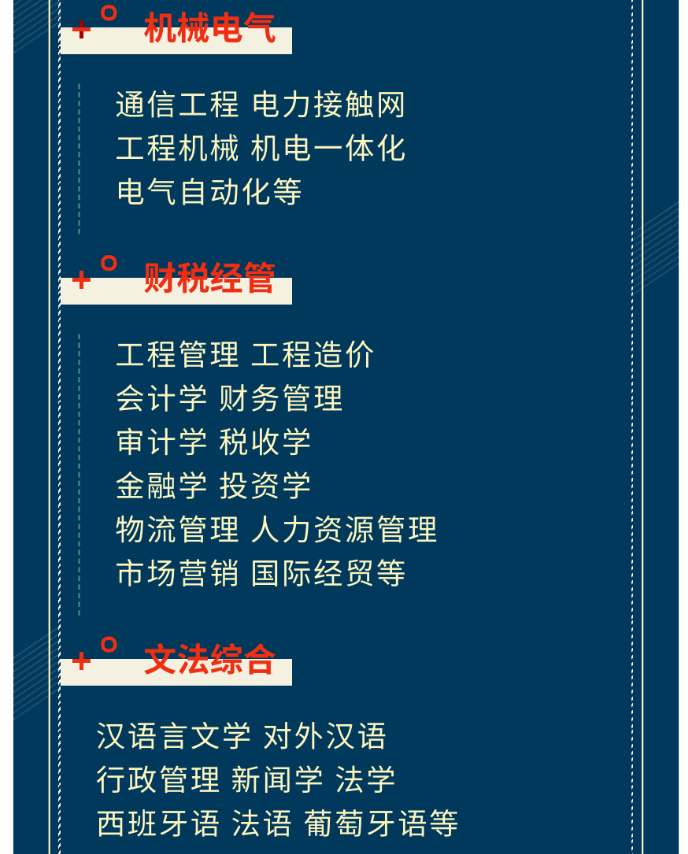 机械电气
通信工程 电力接触网
工程机械 机电一体化
电气自动化等
财税经管
工程管理 工程造价
会计学 财务管理
审计学 税收学
金融学 投资学
物流管理 人力资源管理
市场营销 国际经贸等
文法综合
汉语言文学 对外汉语
行政管理 新闻学 法学
西班牙语 法语 葡萄牙语等